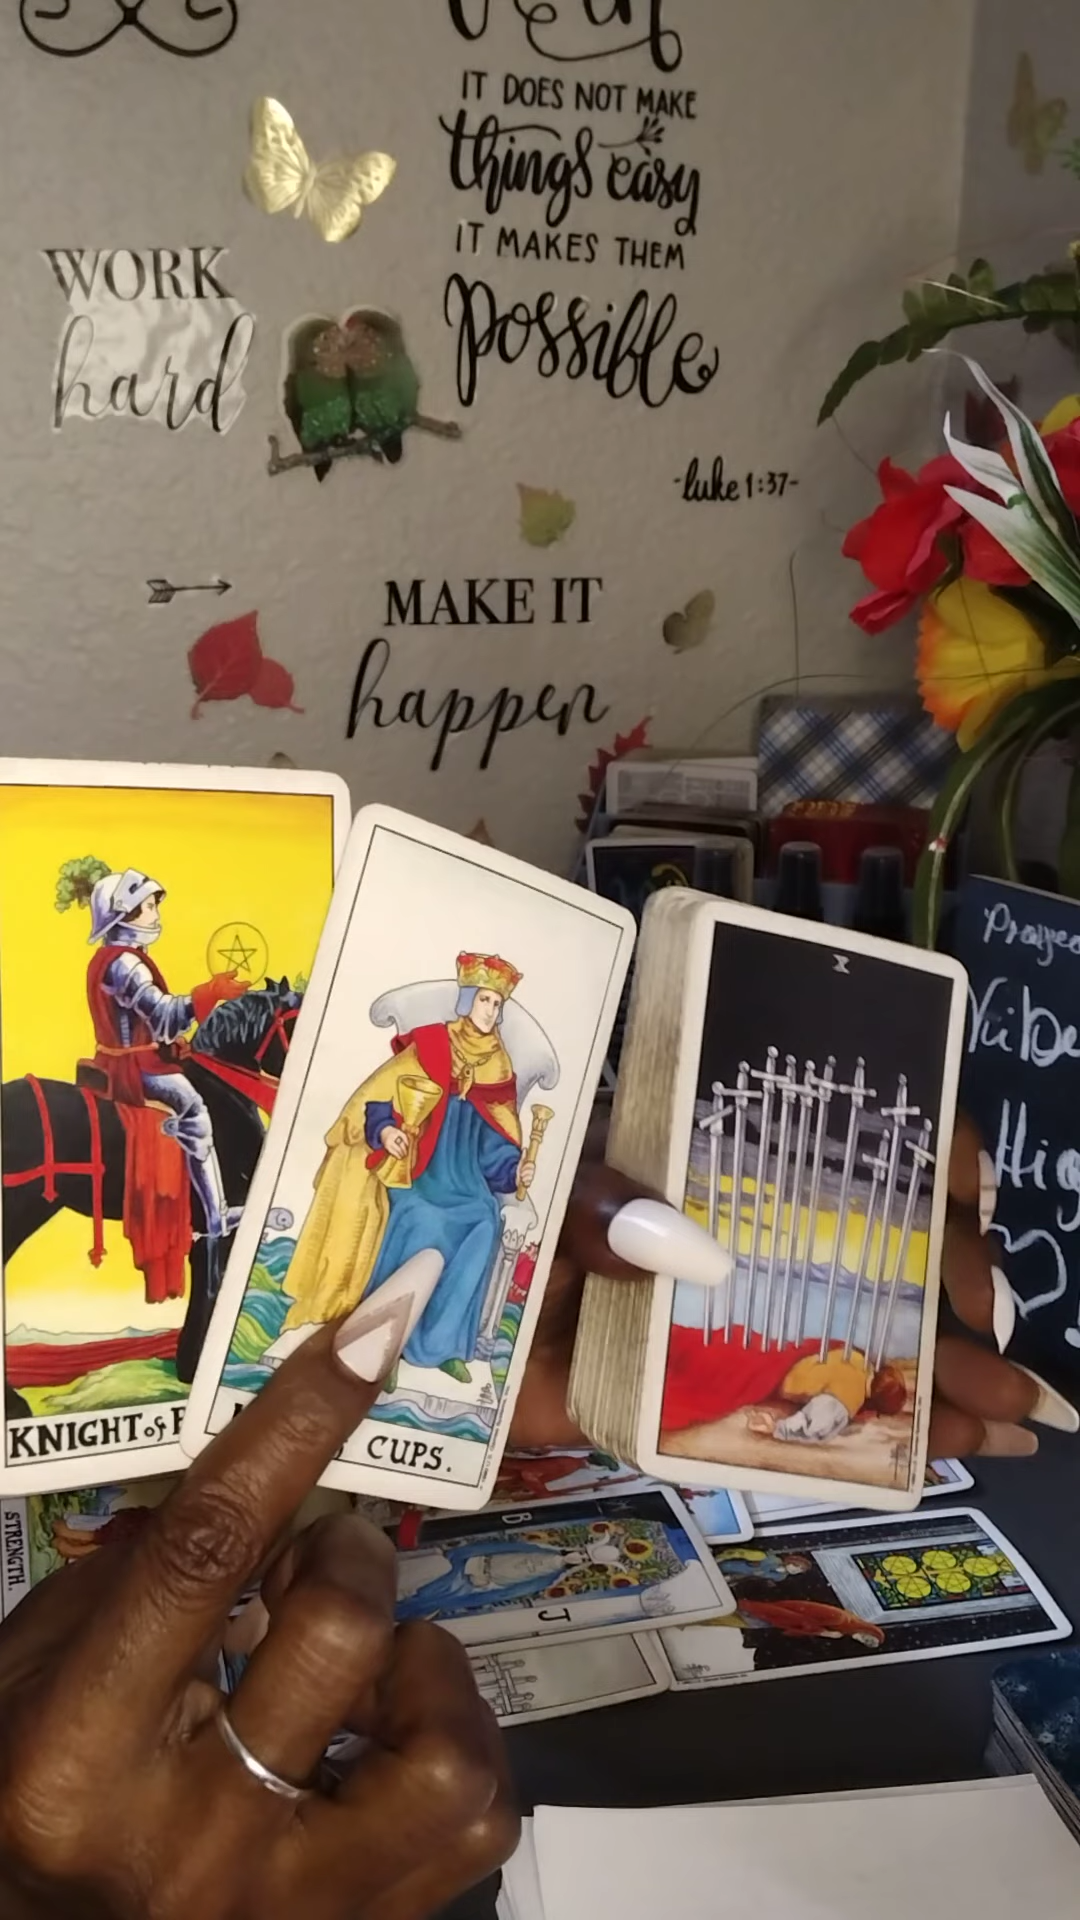 IT DOES NOT MAKE
things easy
IT MAKES THEM
possible
-luke 1:37-
WORK
hard
MAKE IT
happen
X
KNIGHT of
CUPS.
STRENGTH.
B
J